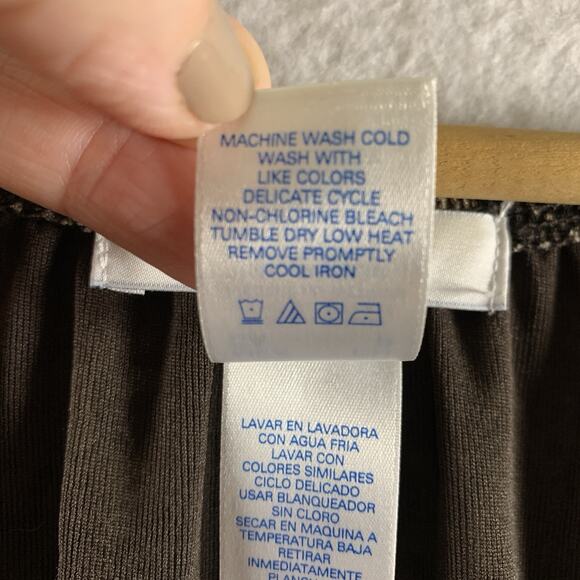 MACHINE WASH COLD
WASH WITH
LIKE COLORS
DELICATE CYCLE
NON-CHLORINE BLEACH
TUMBLE DRY LOW HEAT
REMOVE PROMPTLY
COOL IRON
LAVAR EN LAVADORA
CON AGUA FRIA
LAVAR CON
COLORES SIMILARES
CICLO DELICADO
USAR BLANQUEADOR
SIN CLORO
SECAR EN MAQUINA A
TEMPERATURA BAJA
RETIRAR
INMEDIATAMENTE